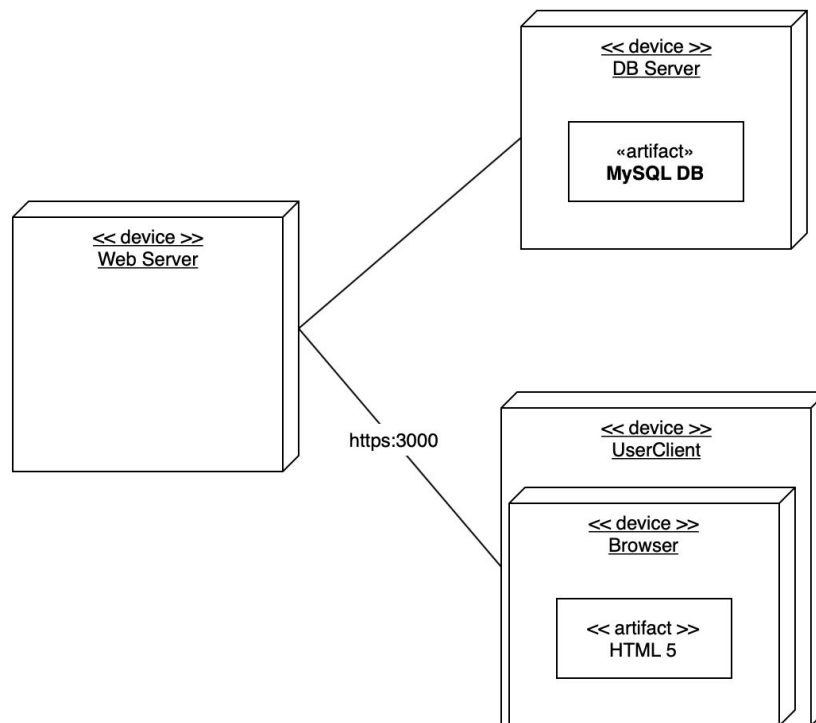 << device >>
DB Server
«artifact»
MySQL DB
<< device >>
Web Server
https:3000
<< device >>
UserClient
<< device >>
Browser
<< artifact >>
HTML 5